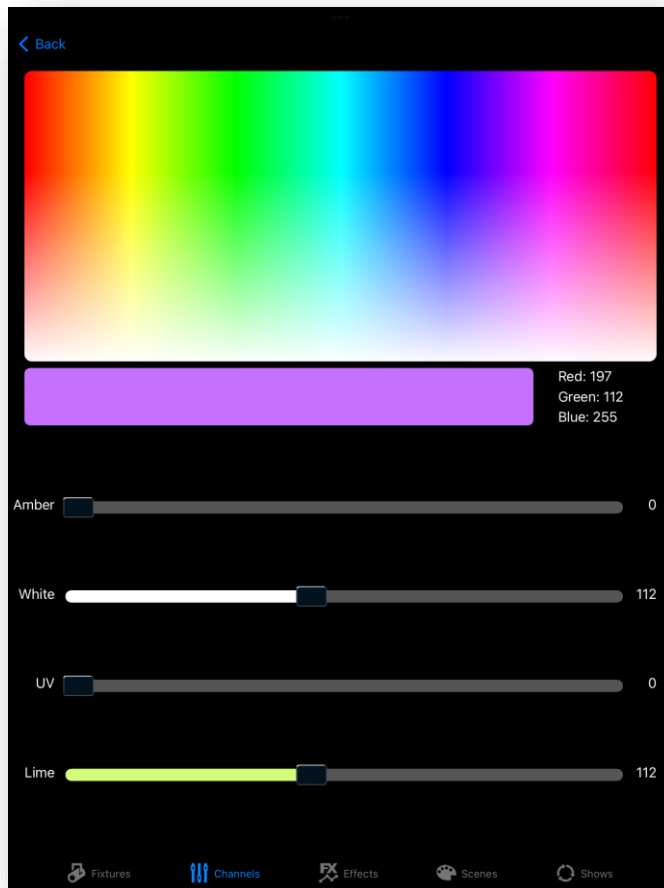 Back
Red: 197
Green: 112
Blue: 255
Amber 0
White 112
UV 0
Lime 112
Fixtures Channels FX Effects Scenes Shows